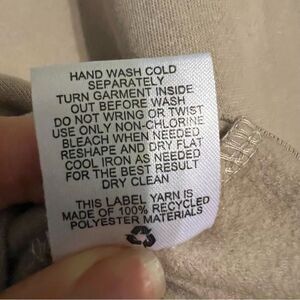 HAND WASH COLD
SEPARATELY
TURN GARMENT INSIDE
OUT BEFORE WASH
DO NOT WRING OR TWIST
USE ONLY NON-CHLORINE
BLEACH WHEN NEEDED
RESHAPE AND DRY FLAT
COOL IRON AS NEEDED
FOR THE BEST RESULT
DRY CLEAN
THIS LABEL YARN IS
MADE OF 100% RECYCLED
POLYESTER MATERIALS